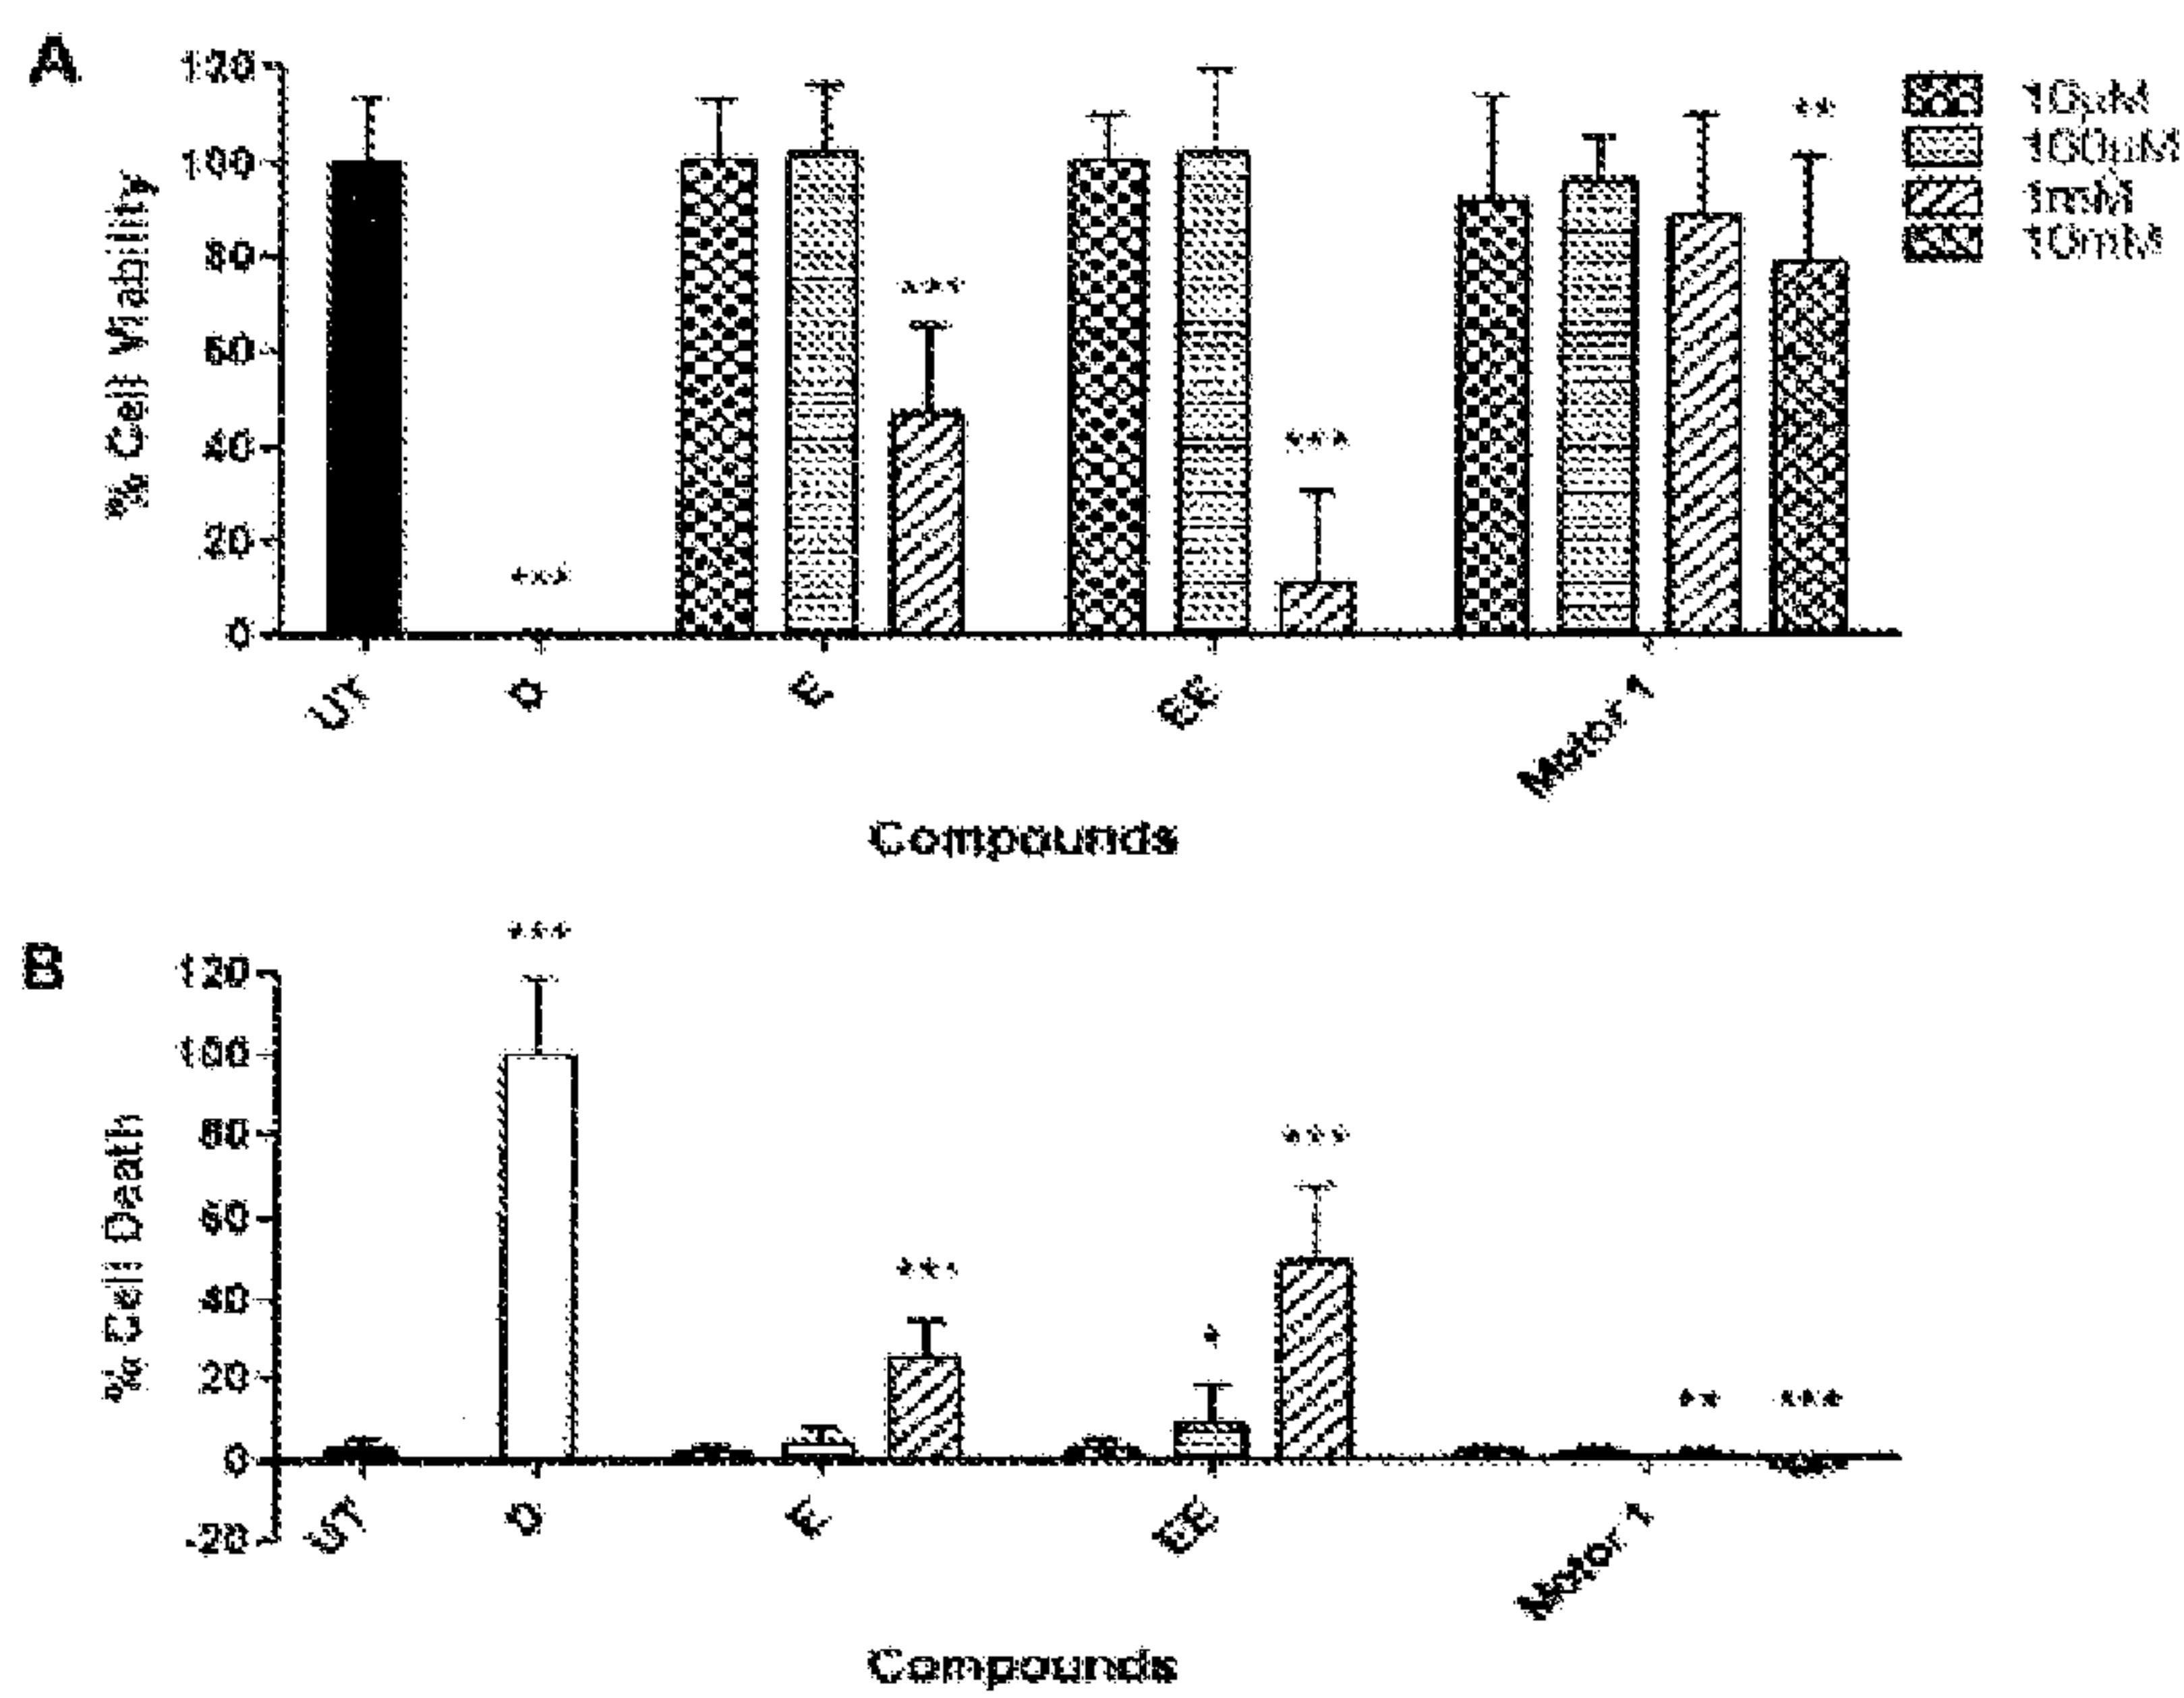 A
120
100
80
60
40
20
0
% Cell Viability
***
***
***
**
10µM
100µM
1mM
10mM
UT
D
E
EE
Motor 1
Compounds
B
120
100
80
60
40
20
0
-20
% Cell Death
***
***
*
***
**
***
UT
D
E
EE
Motor 1
Compounds